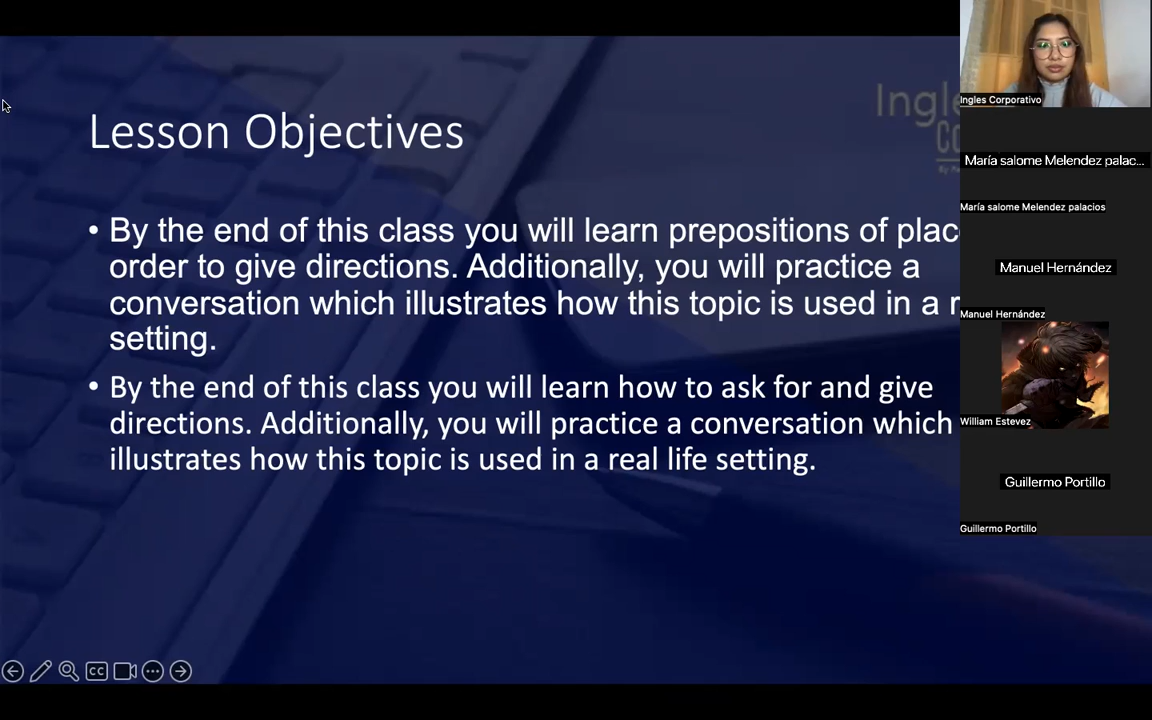 Lesson Objectives
• By the end of this class you will learn prepositions of plac
order to give directions. Additionally, you will practice a
conversation which illustrates how this topic is used in a r
setting.
• By the end of this class you will learn how to ask for and give
directions. Additionally, you will practice a conversation which
illustrates how this topic is used in a real life setting.
Ingle
Co
Ingles Corporativo
María salome Melendez palac...
María salome Melendez palacios
Manuel Hernández
Manuel Hernández
William Estevez
Guillermo Portillo
Guillermo Portillo
CC